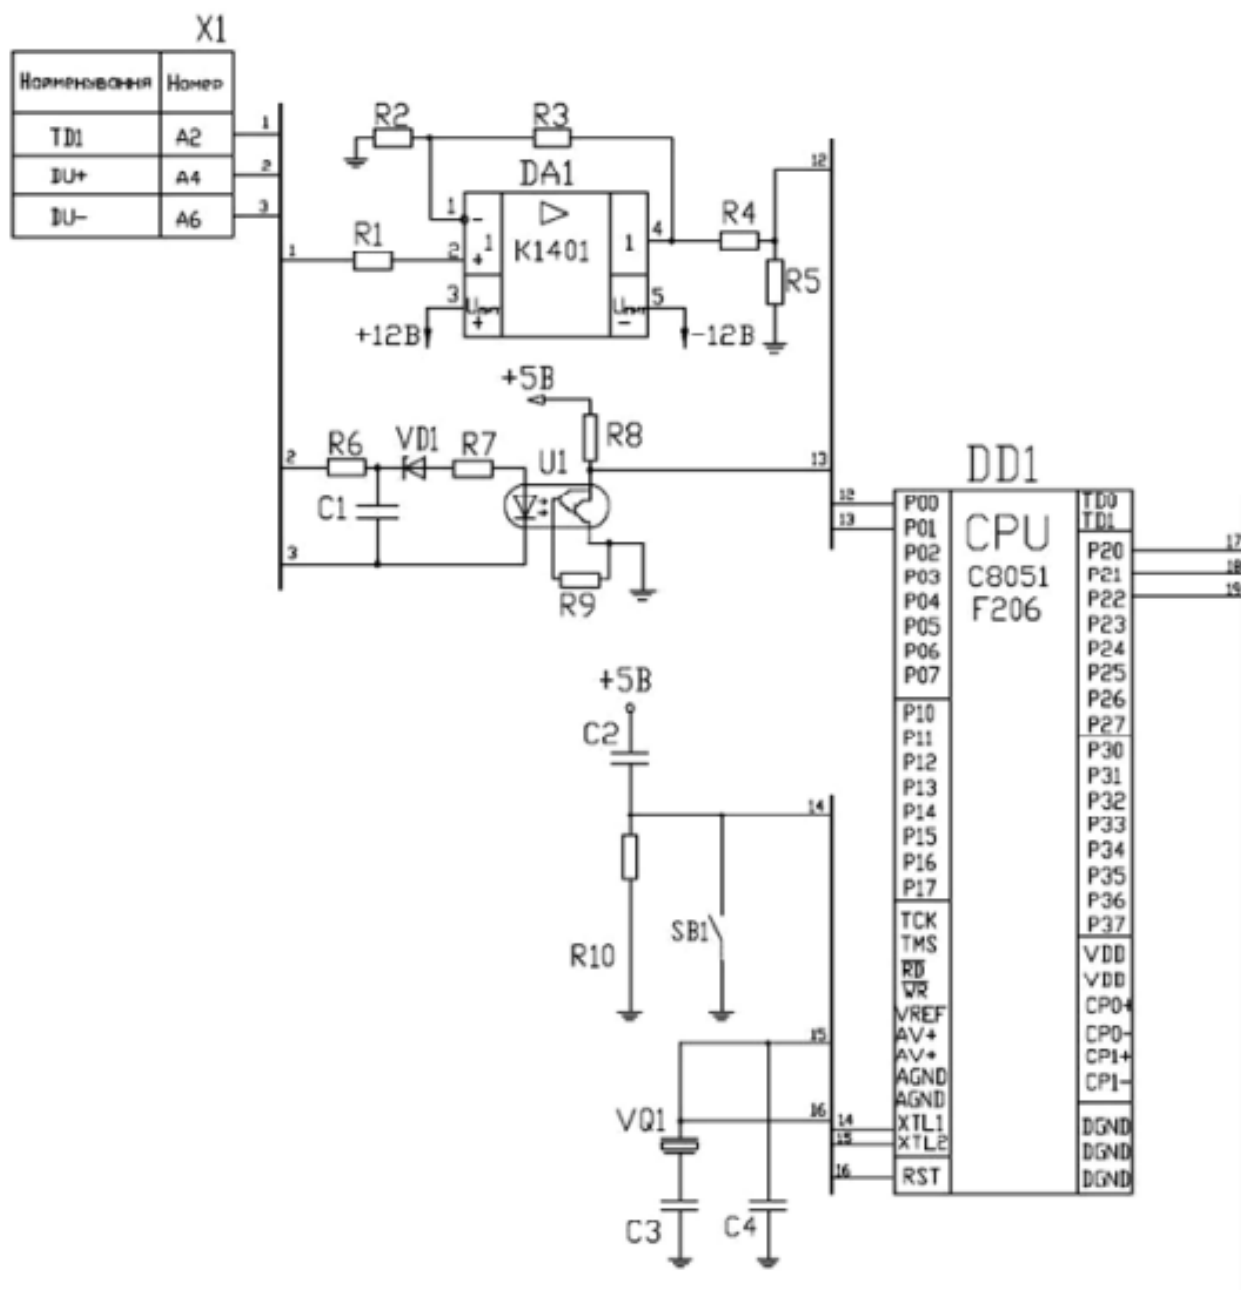 X1
Найменування Номер
TD1 A2
DU+ A4
DU- A6
1
2
3
R2
R3
DA1
1
-
1
R1
2
+
1
K1401
1
4
R4
12
R5
3
Uпит
+
+12В
Uпит
-
5
-12В
+5В
R8
2
R6
VD1
R7
U1
13
C1
3
R9
DD1
CPU
C8051
F206
12
P00
13
P01
P02
P03
P04
P05
P06
P07
P10
P11
P12
P13
P14
P15
P16
P17
TCK
TMS
RD
WR
VREF
AV+
AV+
AGND
AGND
14
XTL1
15
XTL2
16
RST
TD0
TD1
P20
17
P21
18
P22
19
P23
P24
P25
P26
P27
P30
P31
P32
P33
P34
P35
P36
P37
VDD
VDD
CP0+
CP0-
CP1+
CP1-
DGND
DGND
DGND
+5В
C2
14
SB1
R10
15
VQ1
16
C3
C4